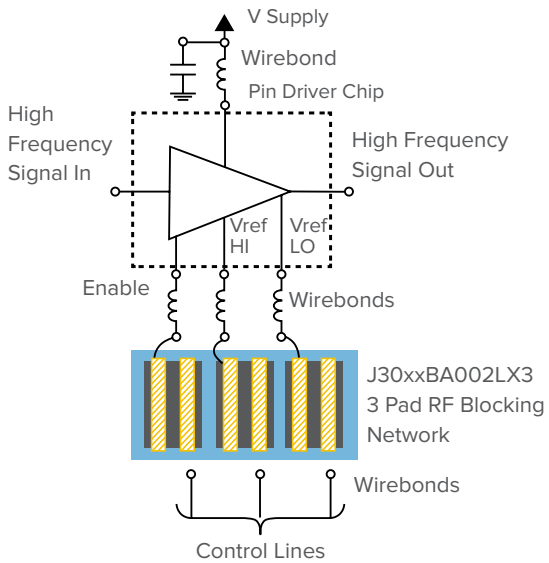 V Supply
Wirebond
Pin Driver Chip
High
Frequency
Signal In
High Frequency
Signal Out
Vref
HI
Vref
LO
Enable
Wirebonds
J30xxBA002LX3
3 Pad RF Blocking
Network
Wirebonds
Control Lines